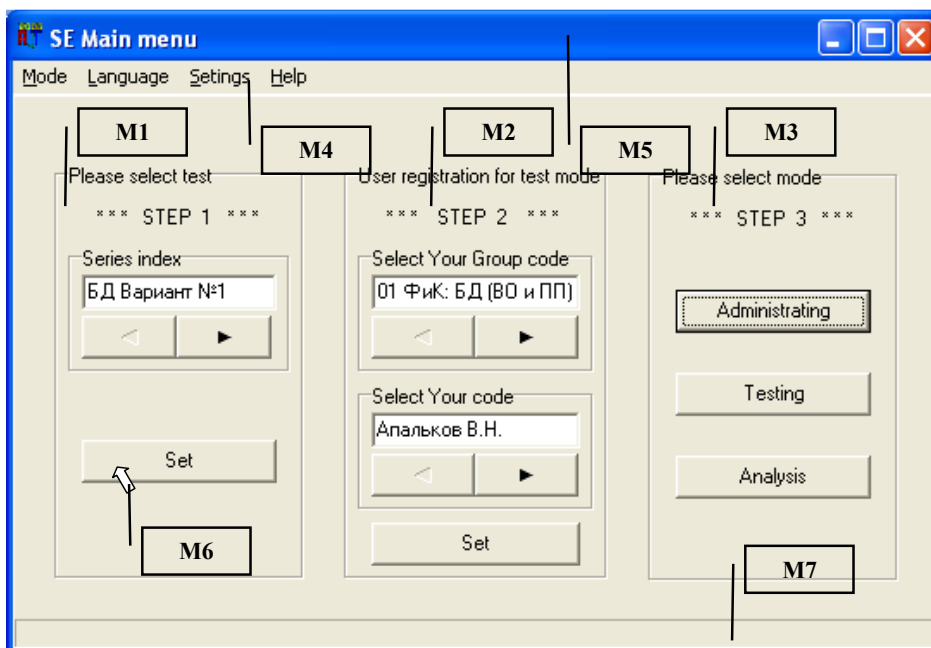 SE Main menu
Mode Language Setings Help
M1 M2 M3
M4 M5
Please select test User registration for test mode Please select mode
*** STEP 1 *** *** STEP 2 *** *** STEP 3 ***
Series index Select Your Group code
БД Вариант №1 01 ФиК: БД (ВО и ПП)
Administrating
Select Your code Testing
Апальков В.Н.
Set Analysis
M6 Set M7